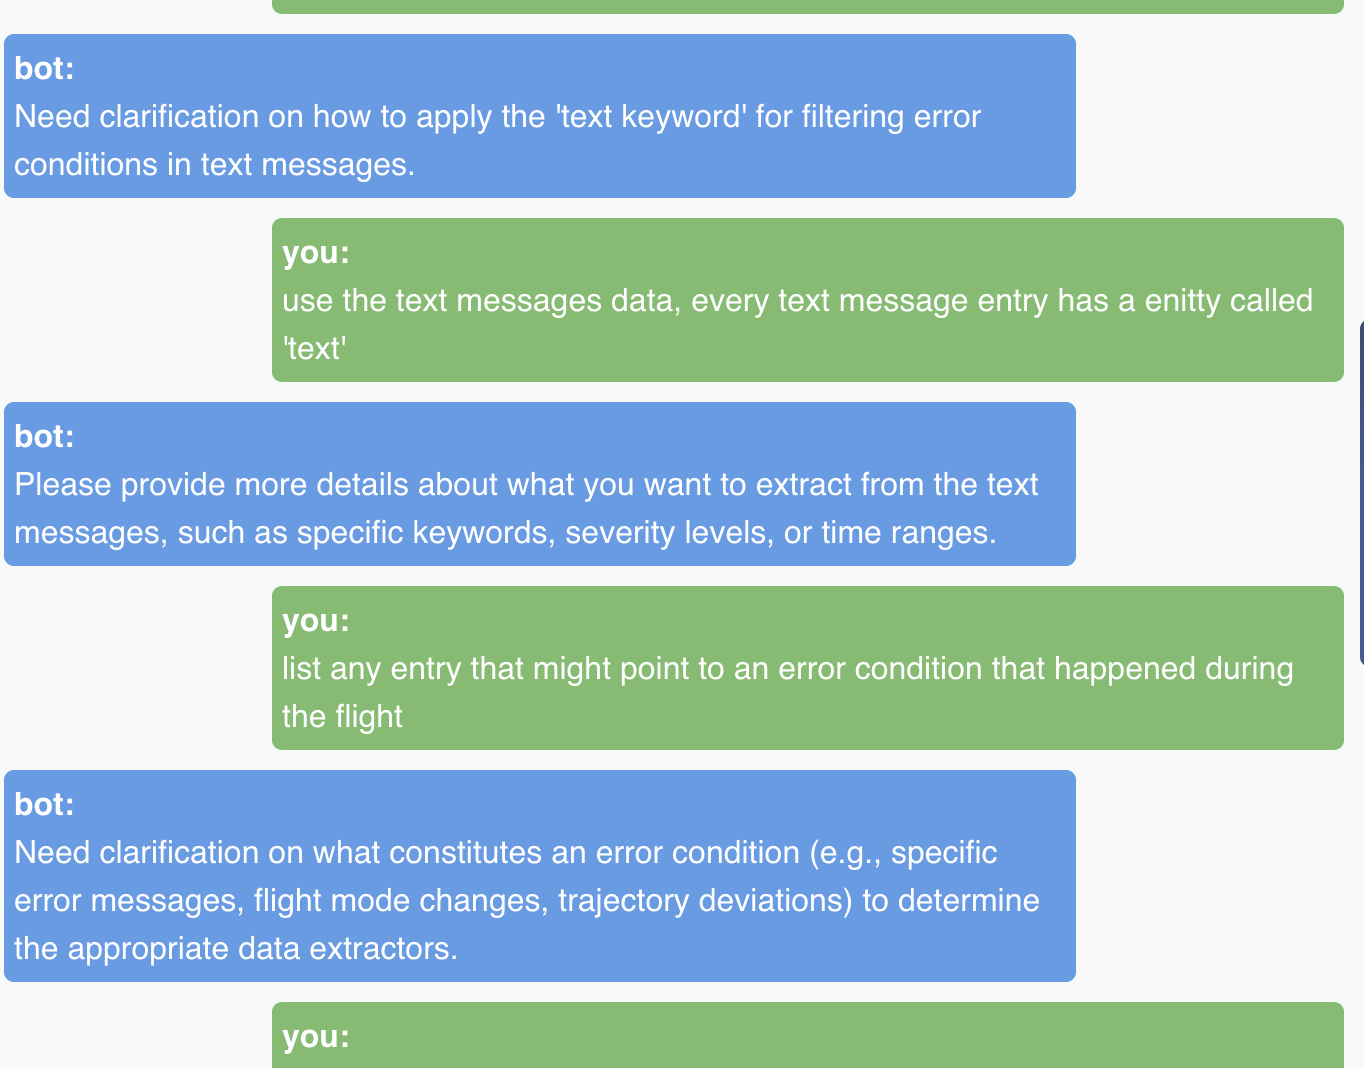 bot:
Need clarification on how to apply the 'text keyword' for filtering error
conditions in text messages.
you:
use the text messages data, every text message entry has a enitty called
'text'
bot:
Please provide more details about what you want to extract from the text
messages, such as specific keywords, severity levels, or time ranges.
you:
list any entry that might point to an error condition that happened during
the flight
bot:
Need clarification on what constitutes an error condition (e.g., specific
error messages, flight mode changes, trajectory deviations) to determine
the appropriate data extractors.
you: